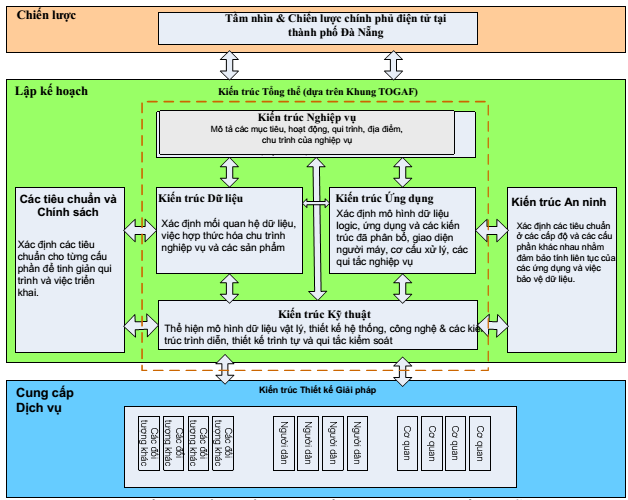 Chiến lược
Tầm nhìn & Chiến lược chính phủ điện tử tại
thành phố Đà Nẵng
Lập kế hoạch
Kiến trúc Tổng thể (dựa trên Khung TOGAF)
Kiến trúc Nghiệp vụ
Mô tả các mục tiêu, hoạt động, qui trình, địa điểm,
chu trình của nghiệp vụ
Các tiêu chuẩn và
Chính sách
Xác định các tiêu
chuẩn cho từng cấu
phần để tinh giản qui
trình và việc triển
khai.
Kiến trúc Dữ liệu
Xác định mối quan hệ dữ liệu,
việc hợp thức hóa chu trình
nghiệp vụ và các sản phẩm
Kiến trúc Ứng dụng
Xác định mô hình dữ liệu
logic, ứng dụng và các kiến
trúc đã phân bổ, giao diện
người máy, cơ cấu xử lý, các
qui tắc nghiệp vụ
Kiến trúc An ninh
Xác định các tiêu chuẩn
ở các cấp độ và các cấu
phần khác nhau nhằm
đảm bảo tính liên tục của
các ứng dụng và việc
bảo vệ dữ liệu.
Kiến trúc Kỹ thuật
Thể hiện mô hình dữ liệu vật lý, thiết kế hệ thống, công nghệ & các kiế
trúc trình diễn, thiết kế trình tự và qui tắc kiểm soát
Cung cấp
Dịch vụ
Kiến trúc Thiết kế Giải pháp
Các đối
tượng khác
Các đối
tượng khác
Các đối
tượng khác
Các đối
tượng khác
Người dân
Người dân
Người dân
Người dân
Cơ quan
Cơ quan
Cơ quan
Cơ quan